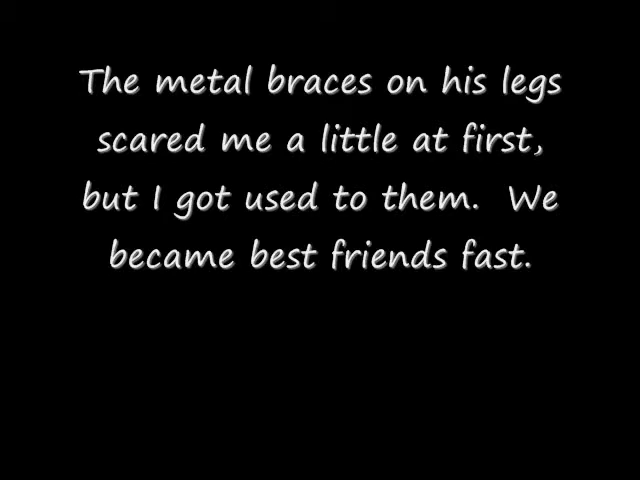 The metal braces on his legs
scared me a little at first,
but I got used to them.  We
became best friends fast.